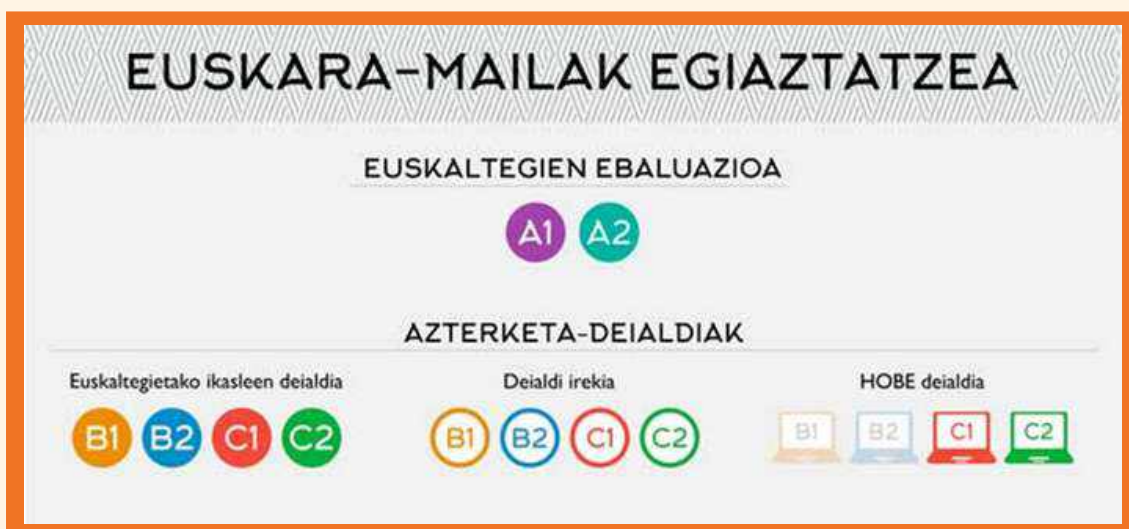 EUSKARA-MAILAK EGIAZTATZEA
EUSKALTEGIEN EBALUAZIOA
A1 A2
AZTERKETA-DEIALDIAK
Euskaltegietako ikasleen deialdia
B1 B2 C1 C2
Deialdi irekia
B1 B2 C1 C2
HOBE deialdia
B1 B2 C1 C2